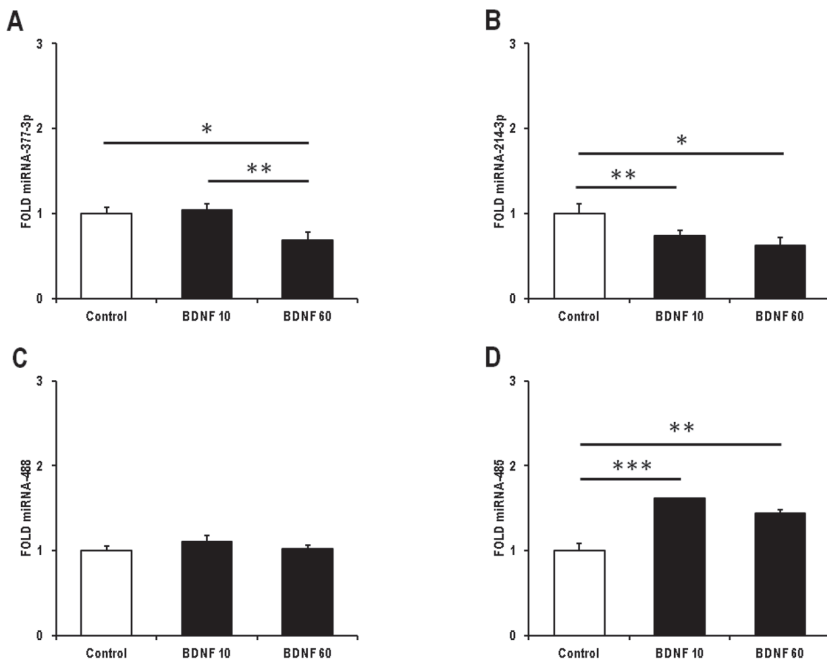 A
B
3
2
1
0
FOLD miRNA-377-3p
*
**
Control
BDNF 10
BDNF 60
3
2
1
0
FOLD miRNA-214-3p
*
**
Control
BDNF 10
BDNF 60
C
D
3
2
1
0
FOLD miRNA-488
Control
BDNF 10
BDNF 60
3
2
1
0
FOLD miRNA-485
**
***
Control
BDNF 10
BDNF 60